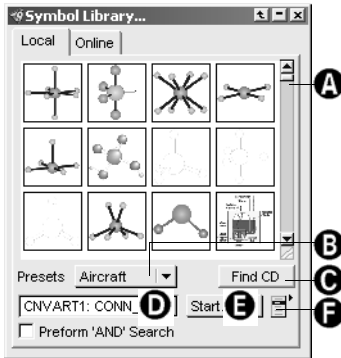 Symbol Library...
Local Online
A
B
Presets Aircraft Find CD
C
CNVART1: CONN_ D Start. E
F
Preform 'AND' Search